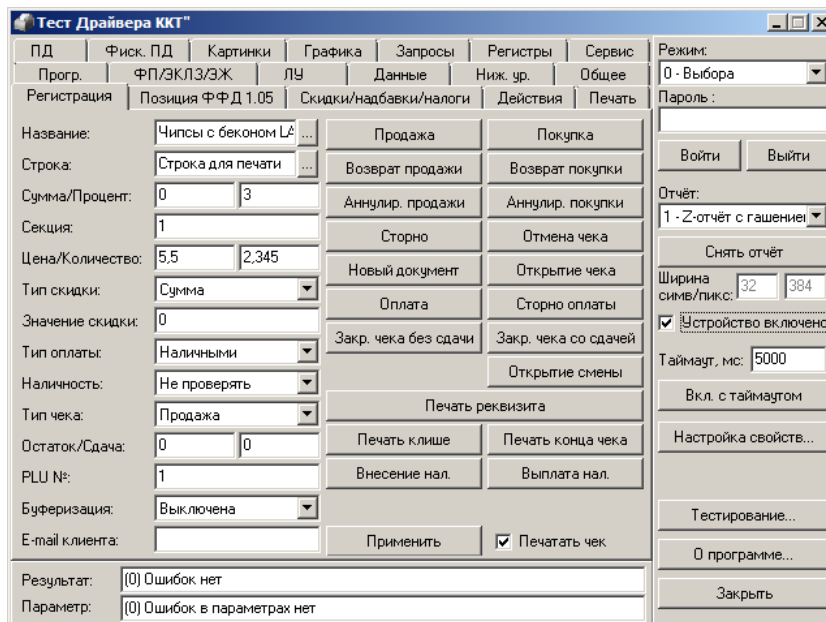 Тест Драйвера ККТ"
ПД Фиск. ПД Картинки Графика Запросы Регистры Сервис
Прогр. ФП/ЭКЛЗ/ЭЖ ЛУ Данные Ниж. ур. Общее
Регистрация Позиция ФФД 1.05 Скидки/надбавки/налоги Действия Печать
Название: Чипсы с беконом LA ... Продажа Покупка
Строка: Строка для печати ... Возврат продажи Возврат покупки
Сумма/Процент: 0 3 Аннулир. продажи Аннулир. покупки
Секция: 1 Сторно Отмена чека
Цена/Количество: 5,5 2,345 Новый документ Открытие чека
Тип скидки: Сумма Оплата Сторно оплаты
Значение скидки: 0 Закр. чека без сдачи Закр. чека со сдачей
Тип оплаты: Наличными Открытие смены
Наличность: Не проверять Печать реквизита
Тип чека: Продажа
Остаток/Сдача: 0 0 Печать клише Печать конца чека
PLU №: 1 Внесение нал. Выплата нал.
Буферизация: Выключена
E-mail клиента: Применить Печатать чек
Результат: (0) Ошибок нет
Параметр: (0) Ошибок в параметрах нет
Режим:
0 - Выбора
Пароль :
Войти Выйти
Отчёт:
1 - Z-отчёт с гашением
Снять отчёт
Ширина
симв/пикс: 32 384
Устройство включено
Таймаут, мс: 5000
Вкл. с таймаутом
Настройка свойств...
Тестирование...
О программе...
Закрыть